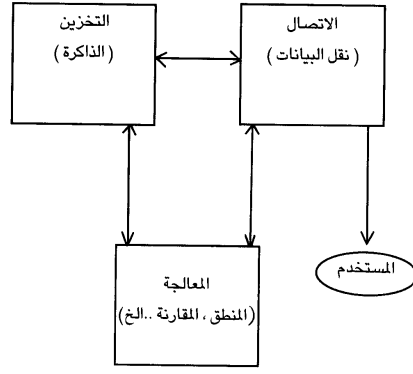 الاتصال
( نقل البيانات )
التخزين
( الذاكرة )
المستخدم
المعالجة
(المنطق ، المقارنة ..الخ)